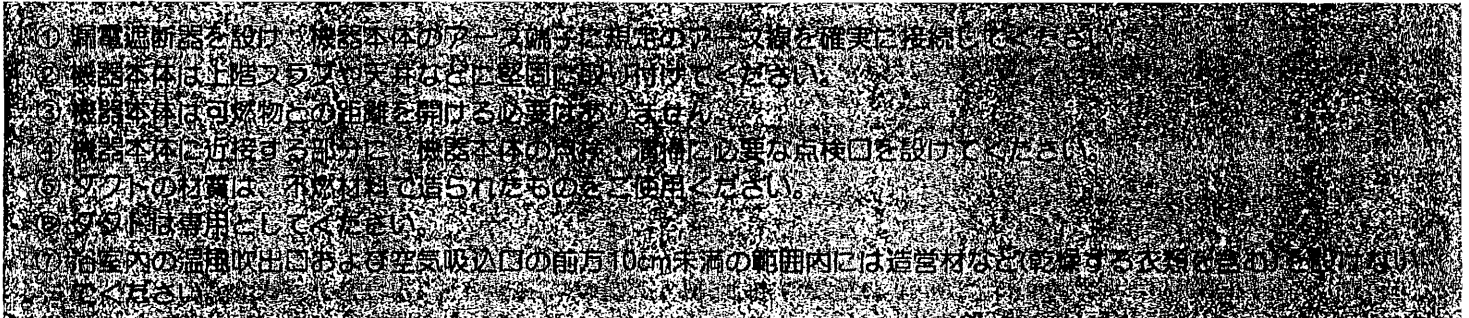 ① 漏電遮断器を設け、機器本体のアース端子に規定のアース線を確実に接続してください。
② 機器本体は上階スラブや天井などに堅固に取り付けてください。
③ 機器本体は可燃物との距離を開ける必要はありません。
④ 機器本体に近接する部分に、機器本体の点検・清掃に必要な点検口を設けてください。
⑤ ダクトの材質は、不燃材料で造られたものをご使用ください。
⑥ ダクトは専用としてください。
⑦ 浴室内の温風吹出口および空気吸込口の前方10cm未満の範囲内には造営材など(乾燥する衣類を含む)を設けない
でください。